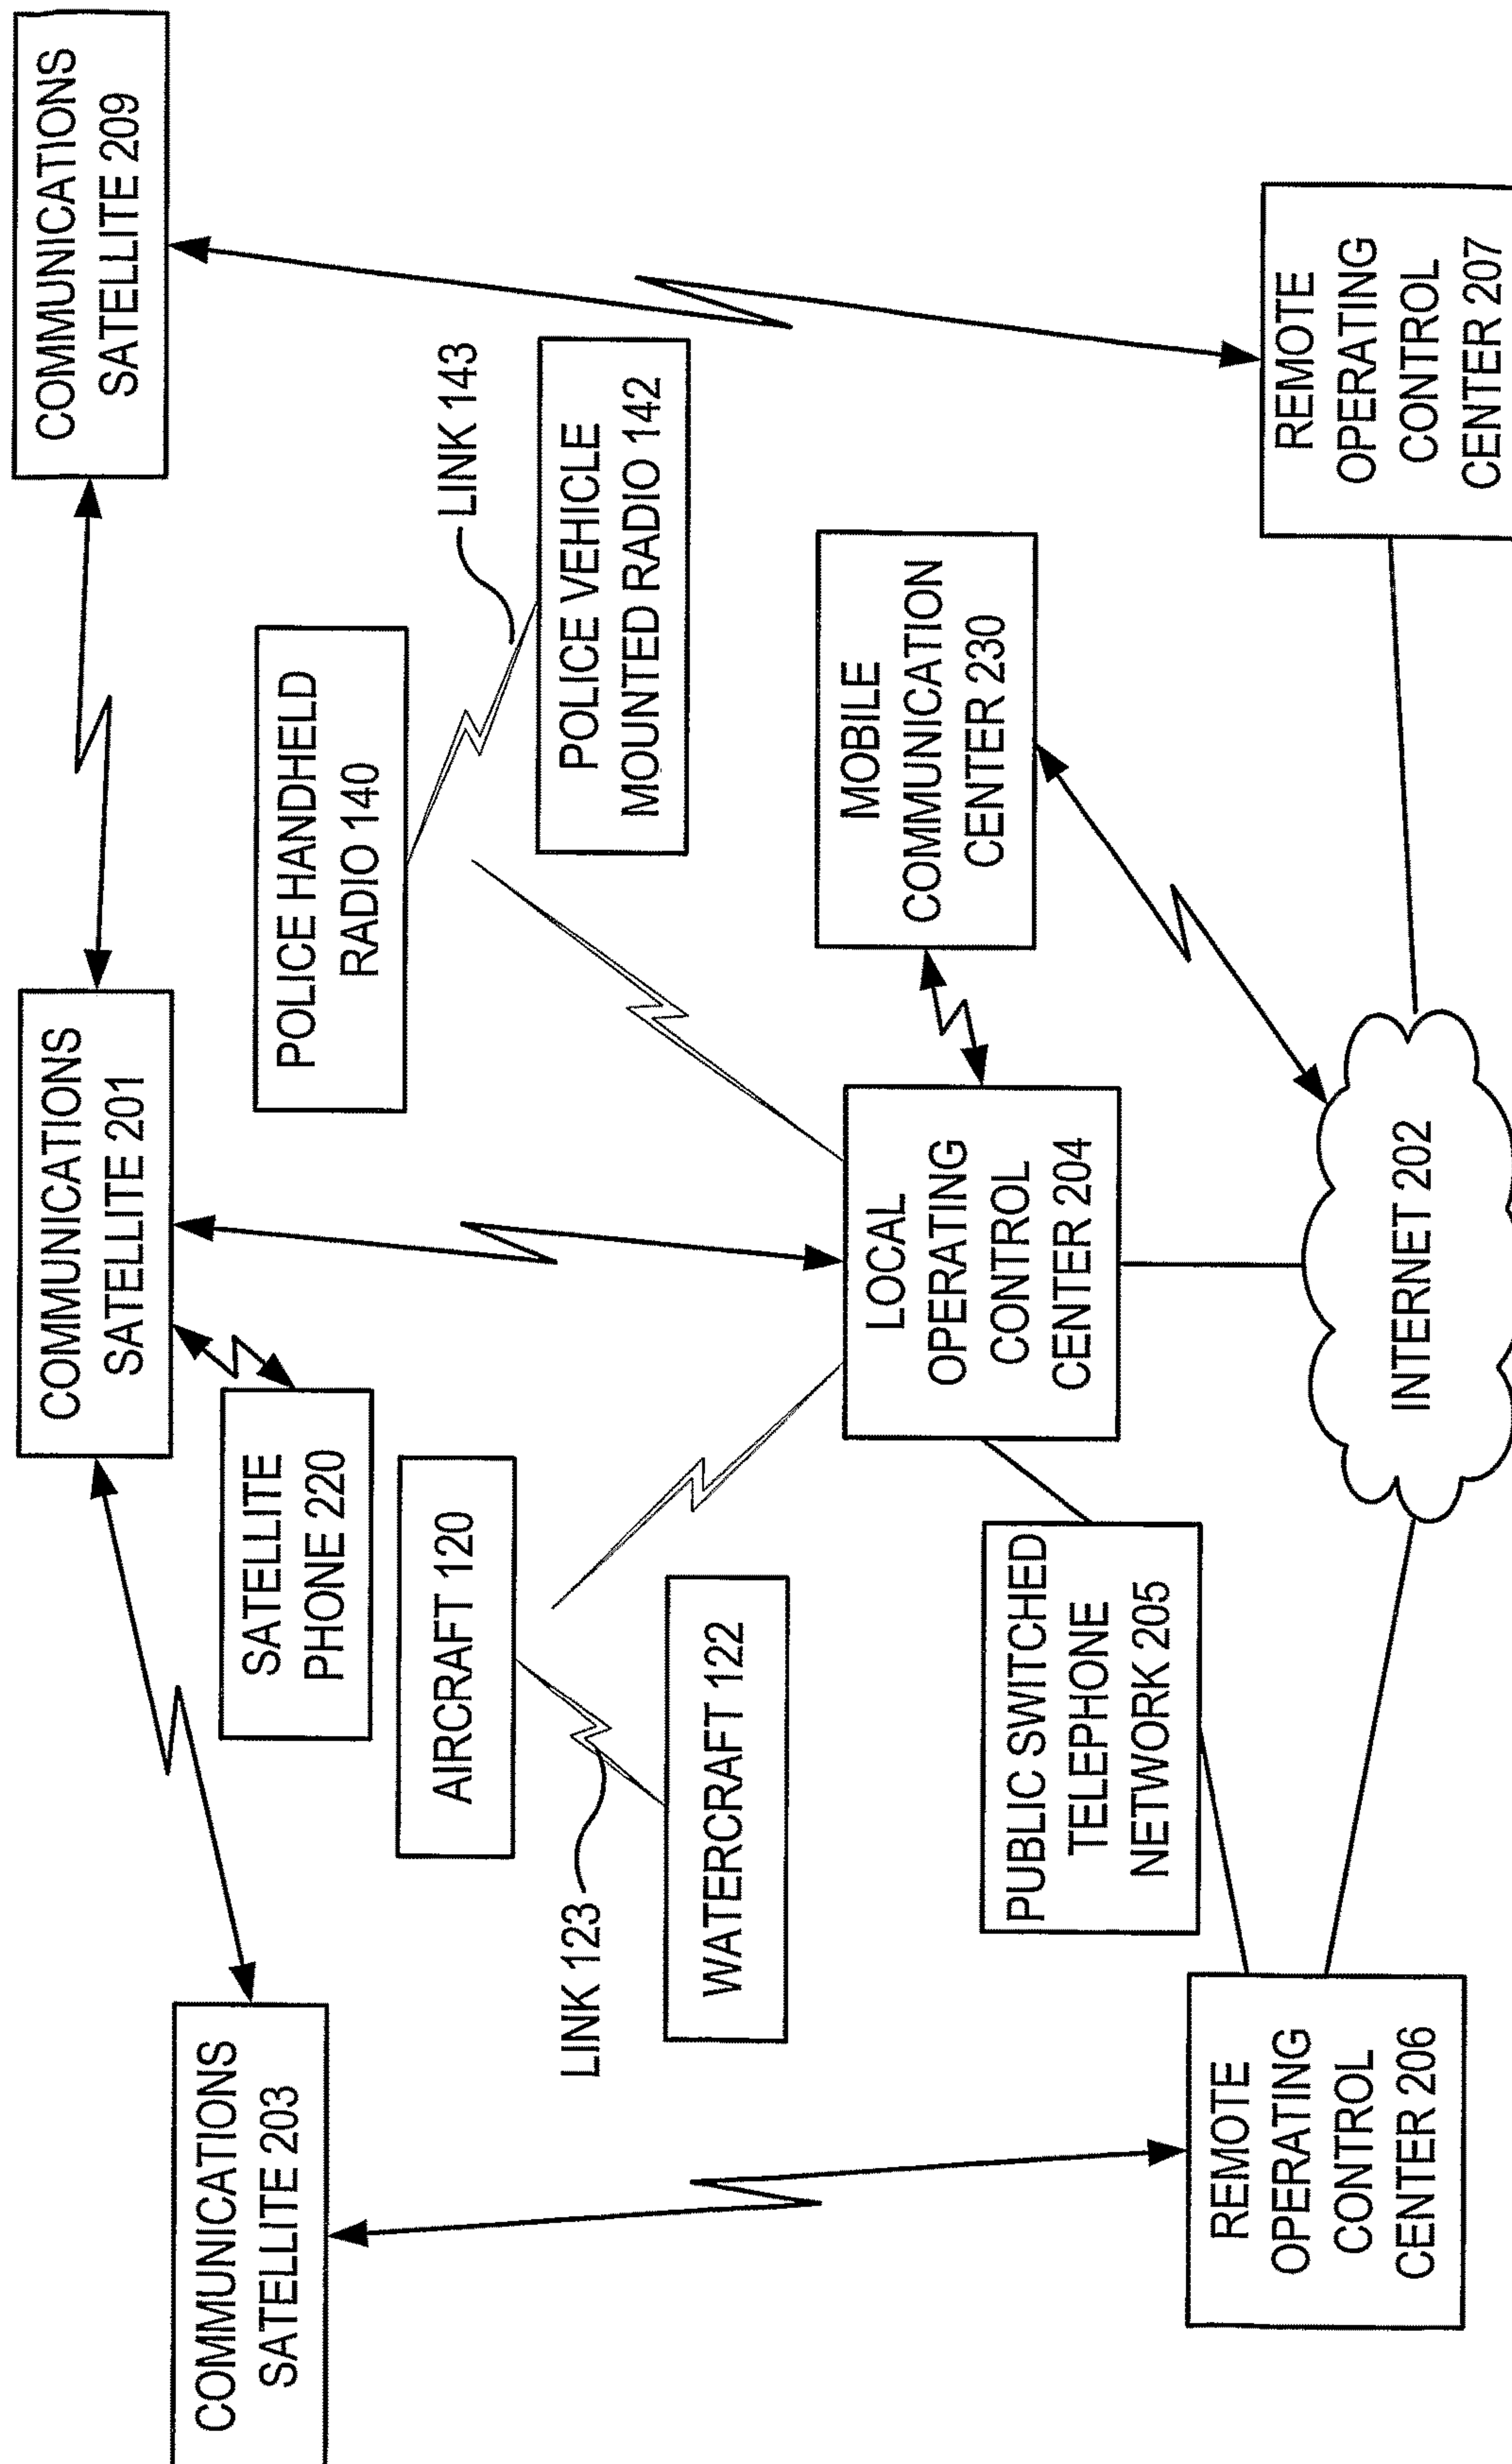 COMMUNICATIONS
SATELLITE 203
COMMUNICATIONS
SATELLITE 201
COMMUNICATIONS
SATELLITE 209
SATELLITE
PHONE 220
POLICE HANDHELD
RADIO 140
AIRCRAFT 120
LINK 143
LINK 123
POLICE VEHICLE
MOUNTED RADIO 142
WATERCRAFT 122
LOCAL
OPERATING
CONTROL
CENTER 204
MOBILE
COMMUNICATION
CENTER 230
PUBLIC SWITCHED
TELEPHONE
NETWORK 205
REMOTE
OPERATING
CONTROL
CENTER 206
INTERNET 202
REMOTE
OPERATING
CONTROL
CENTER 207